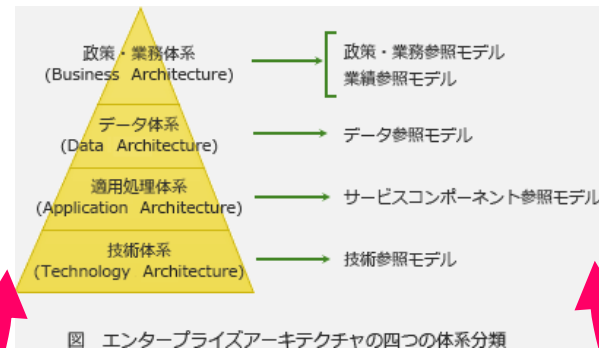 政策・業務体系
(Business Architecture)
政策・業務参照モデル
業績参照モデル
データ体系
(Data Architecture)
データ参照モデル
適用処理体系
(Application Architecture)
サービスコンポーネント参照モデル
技術体系
(Technology Architecture)
技術参照モデル
図 エンタープライズアーキテクチャの四つの体系分類